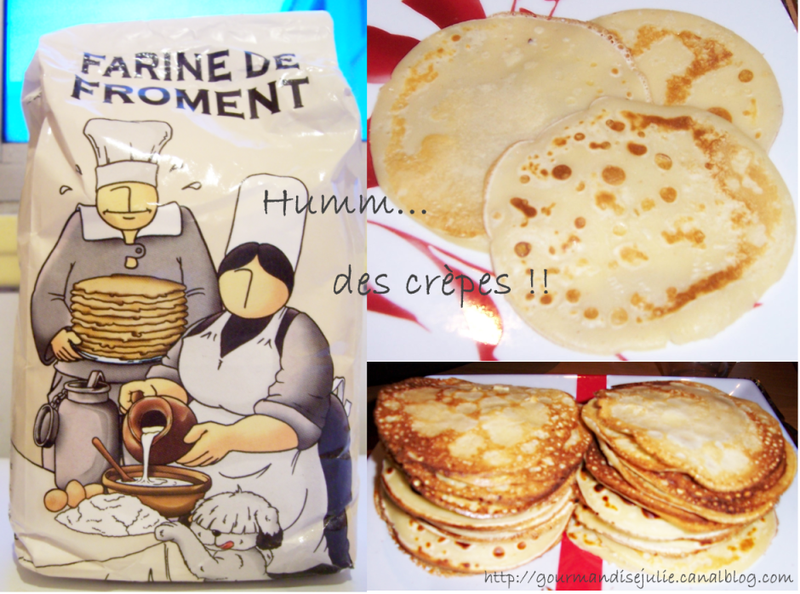 FARINE DE
FROMENT
Humm...
des crêpes !!
http://gourmandisejulie.canalblog.com